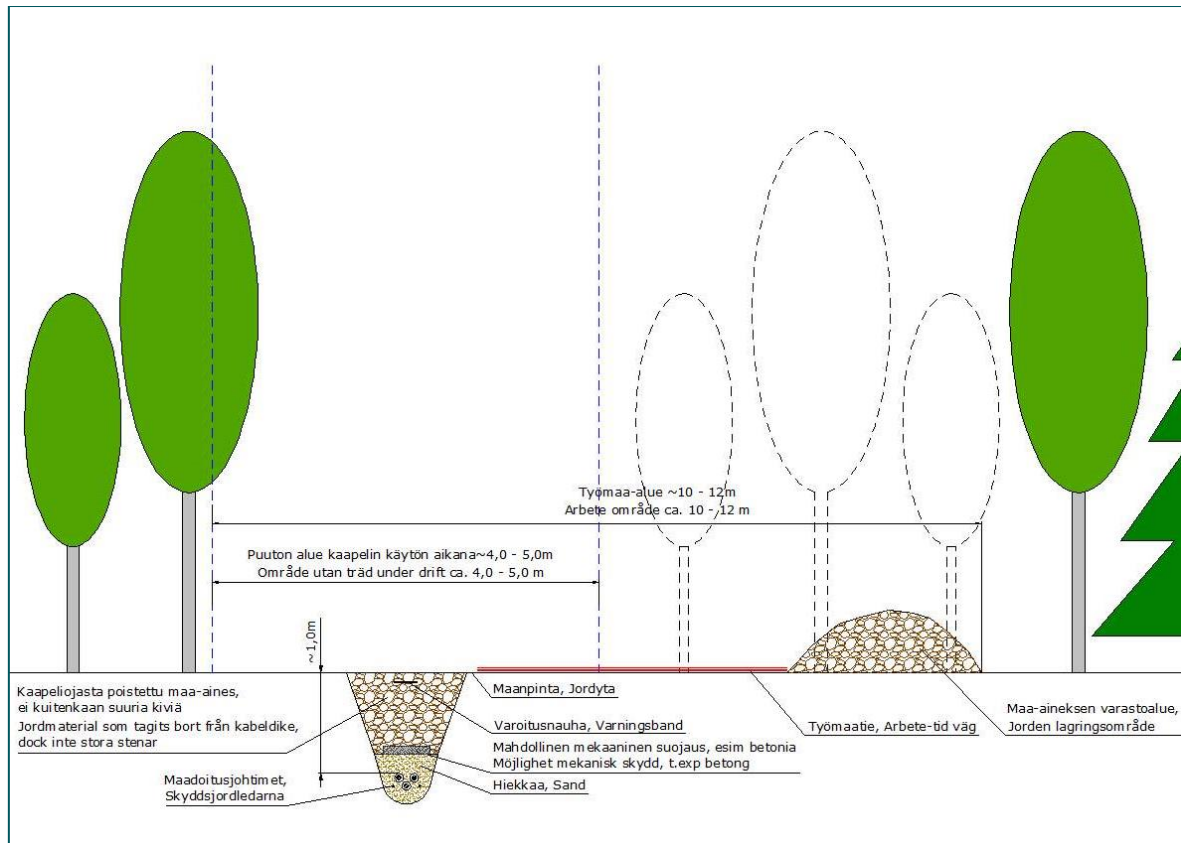 Työmaa-alue ~10 - 12m
Arbete område ca. 10 - 12 m
Puuton alue kaapelin käytön aikana~4,0 - 5,0m
Område utan träd under drift ca. 4,0 - 5,0 m
~1,0m
Kaapeliojasta poistettu maa-aines,
ei kuitenkaan suuria kiviä
Jordmaterial som tagits bort från kabeldike,
dock inte stora stenar
Maadoitusjohtimet,
Skyddsjordledarna
Maanpinta, Jordyta
Varoitusnauha, Varningsband
Mahdollinen mekaaninen suojaus, esim betonia
Möjlighet mekanisk skydd, t.exp betong
Hiekkaa, Sand
Työmaatie, Arbete-tid väg
Maa-aineksen varastoalue,
Jorden lagringsområde